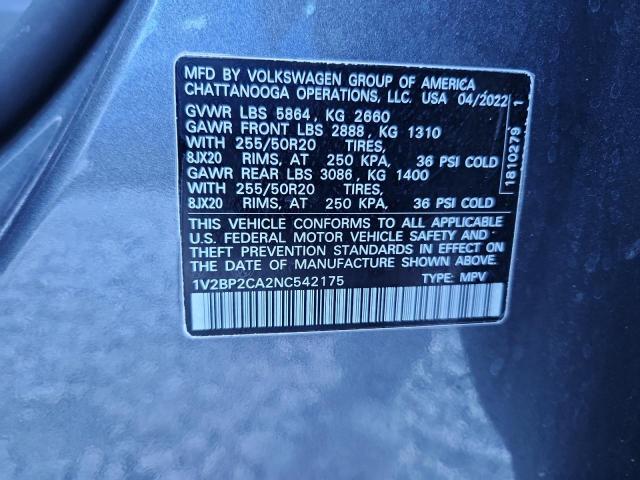 MFD BY VOLKSWAGEN GROUP OF AMERICA
CHATTANOOGA OPERATIONS, LLC. USA 04/2022
GVWR LBS 5864, KG 2660
GAWR FRONT LBS 2888, KG 1310
WITH 255/50R20 TIRES,
8JX20 RIMS, AT 250 KPA, 36 PSI COLD
GAWR REAR LBS 3086, KG 1400
WITH 255/50R20 TIRES,
8JX20 RIMS, AT 250 KPA, 36 PSI COLD
THIS VEHICLE CONFORMS TO ALL APPLICABLE
U.S. FEDERAL MOTOR VEHICLE SAFETY AND
THEFT PREVENTION STANDARDS IN EFFECT ON
THE DATE OF MANUFACTURE SHOWN ABOVE.
1V2BP2CA2NC542175 TYPE: MPV
1810279 1